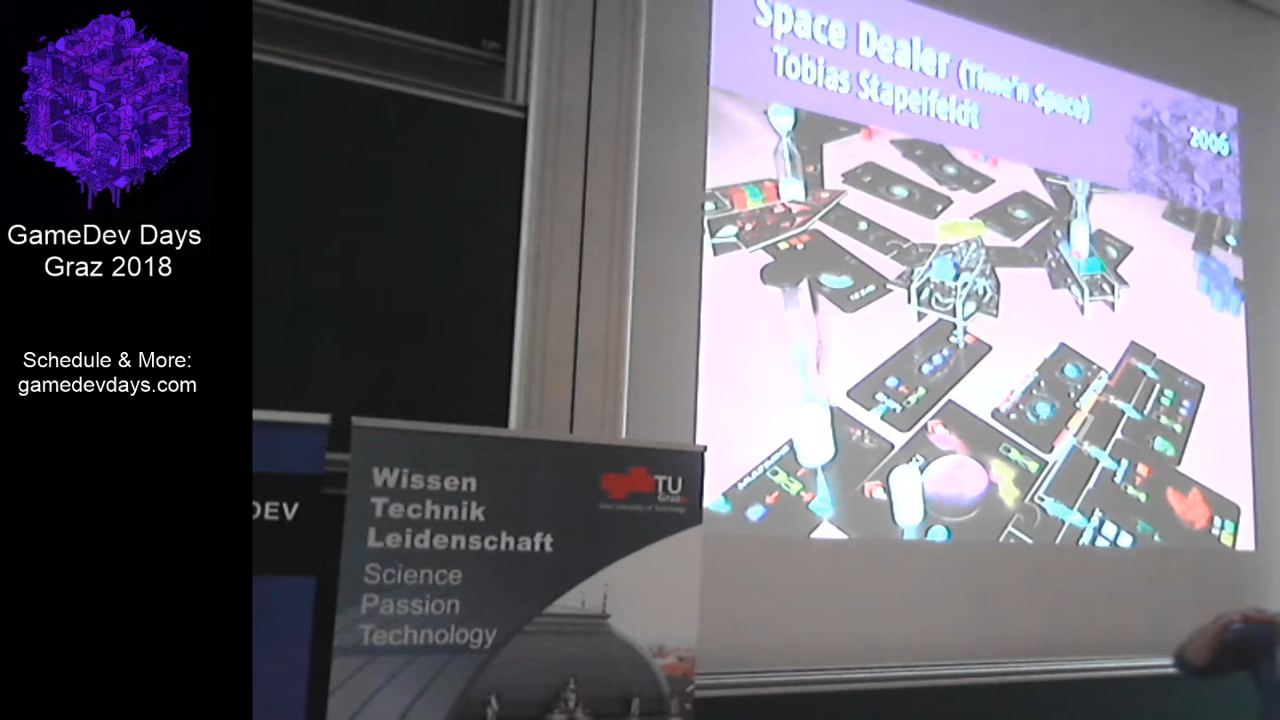 GameDev Days
Graz 2018
Schedule & More:
gamedevdays.com
Space Dealer (Time'n Space)
Tobias Stapelfeldt
2006
DEV
Wissen
Technik
Leidenschaft
Science
Passion
Technology
TU
Graz